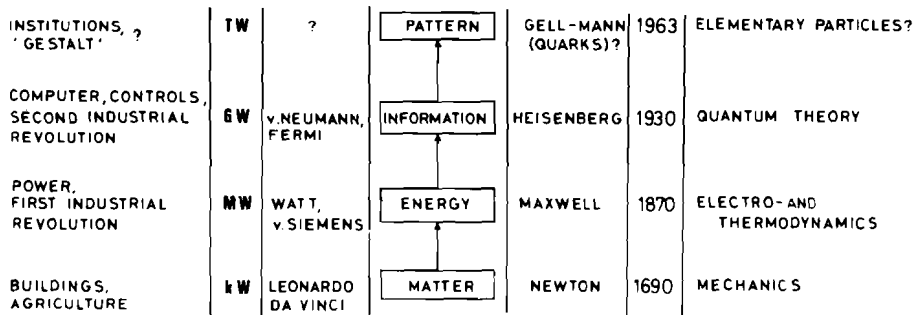 INSTITUTIONS, ?
'GESTALT'
TW
?
PATTERN
GELL-MANN
(QUARKS)?
1963
ELEMENTARY PARTICLES?
COMPUTER, CONTROLS,
SECOND INDUSTRIAL
REVOLUTION
GW
v.NEUMANN,
FERMI
INFORMATION
HEISENBERG
1930
QUANTUM THEORY
POWER,
FIRST INDUSTRIAL
REVOLUTION
MW
WATT,
v.SIEMENS
ENERGY
MAXWELL
1870
ELECTRO- AND
THERMODYNAMICS
BUILDINGS,
AGRICULTURE
kW
LEONARDO
DA VINCI
MATTER
NEWTON
1690
MECHANICS